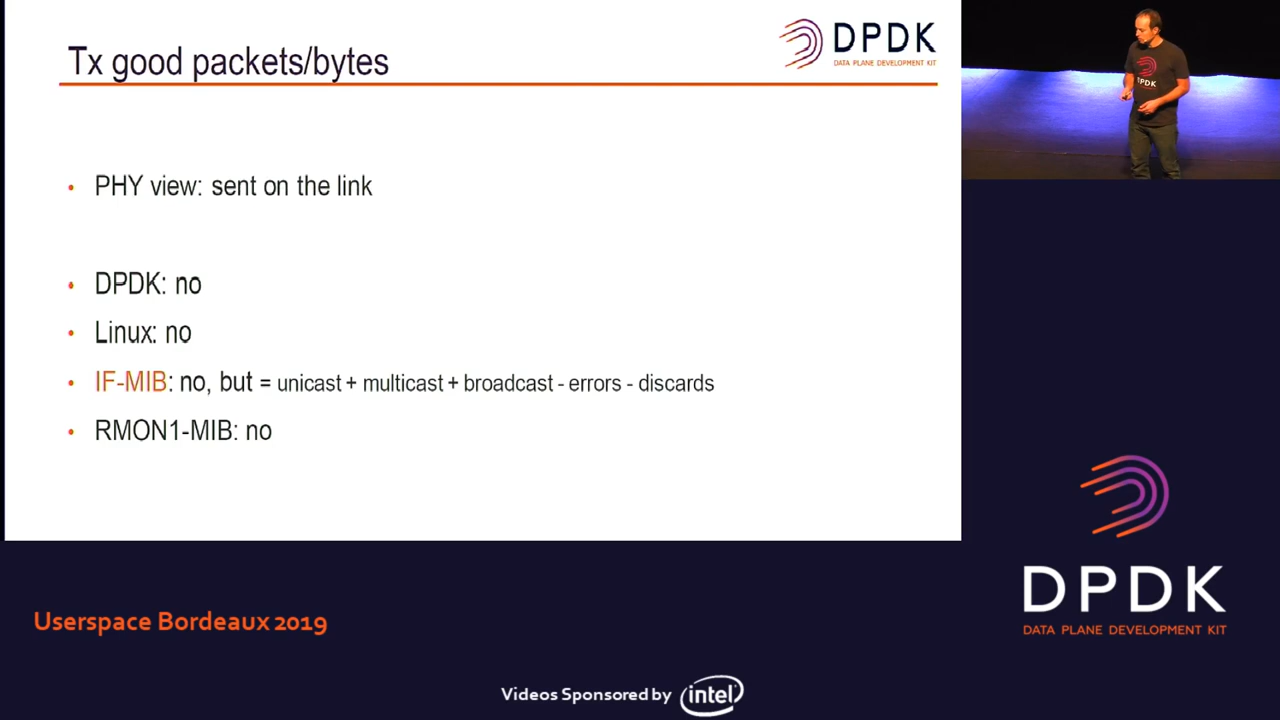 Tx good packets/bytes
DPDK
DATA PLANE DEVELOPMENT KIT
• PHY view: sent on the link
• DPDK: no
• Linux: no
• IF-MIB: no, but = unicast + multicast + broadcast - errors - discards
• RMON1-MIB: no
DPDK
DPDK
DATA PLANE DEVELOPMENT KIT
Userspace Bordeaux 2019
Videos Sponsored by intel